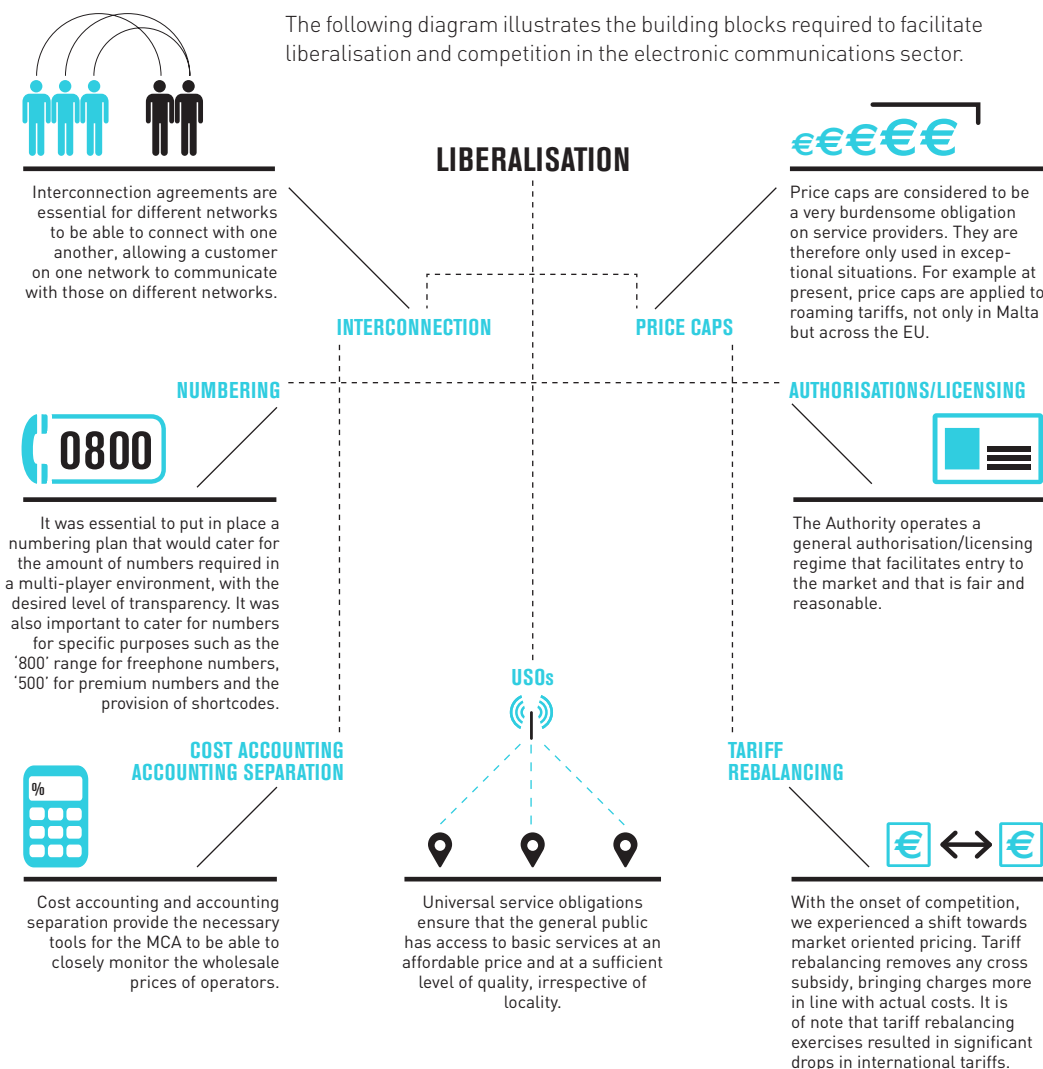 The following diagram illustrates the building blocks required to facilitate
liberalisation and competition in the electronic communications sector.
LIBERALISATION
€€€€€
Interconnection agreements are
essential for different networks
to be able to connect with one
another, allowing a customer
on one network to communicate
with those on different networks.
Price caps are considered to be
a very burdensome obligation
on service providers. They are
therefore only used in excep-
tional situations. For example at
present, price caps are applied to
roaming tariffs, not only in Malta
but across the EU.
INTERCONNECTION
PRICE CAPS
NUMBERING
AUTHORISATIONS/LICENSING
0800
It was essential to put in place a
numbering plan that would cater for
the amount of numbers required in
a multi-player environment, with the
desired level of transparency. It was
also important to cater for numbers
for specific purposes such as the
‘800’ range for freephone numbers,
‘500’ for premium numbers and the
provision of shortcodes.
The Authority operates a
general authorisation/licensing
regime that facilitates entry to
the market and that is fair and
reasonable.
USOs
COST ACCOUNTING
ACCOUNTING SEPARATION
TARIFF
REBALANCING
%
€ €
Cost accounting and accounting
separation provide the necessary
tools for the MCA to be able to
closely monitor the wholesale
prices of operators.
Universal service obligations
ensure that the general public
has access to basic services at an
affordable price and at a sufficient
level of quality, irrespective of
locality.
With the onset of competition,
we experienced a shift towards
market oriented pricing. Tariff
rebalancing removes any cross
subsidy, bringing charges more
in line with actual costs. It is
of note that tariff rebalancing
exercises resulted in significant
drops in international tariffs.